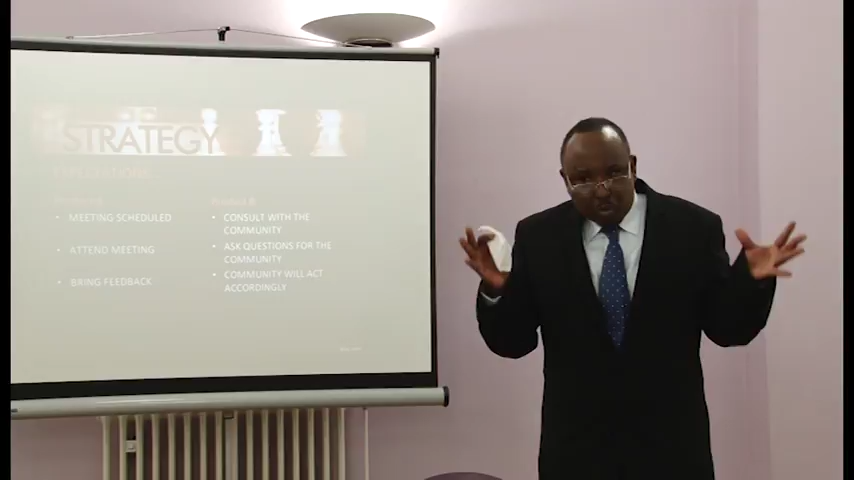 STRATEGY
EXPECTATIONS
• MEETING SCHEDULED
• ATTEND MEETING
• BRING FEEDBACK
• CONSULT WITH THE
COMMUNITY
• ASK QUESTIONS FOR THE
COMMUNITY
• COMMUNITY WILL ACT
ACCORDINGLY